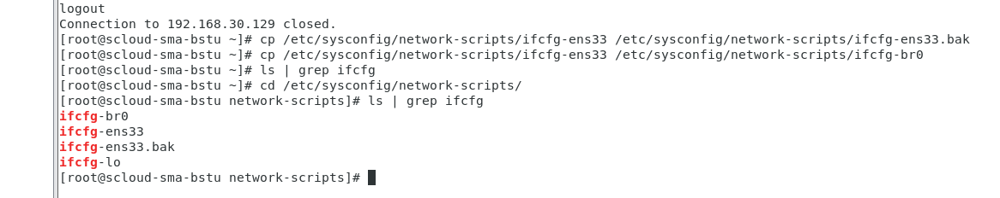 logout
Connection to 192.168.30.129 closed.
[root@scloud-sma-bstu ~]# cp /etc/sysconfig/network-scripts/ifcfg-ens33 /etc/sysconfig/network-scripts/ifcfg-ens33.bak
[root@scloud-sma-bstu ~]# cp /etc/sysconfig/network-scripts/ifcfg-ens33 /etc/sysconfig/network-scripts/ifcfg-br0
[root@scloud-sma-bstu ~]# ls | grep ifcfg
[root@scloud-sma-bstu ~]# cd /etc/sysconfig/network-scripts/
[root@scloud-sma-bstu network-scripts]# ls | grep ifcfg
ifcfg-br0
ifcfg-ens33
ifcfg-ens33.bak
ifcfg-lo
[root@scloud-sma-bstu network-scripts]#